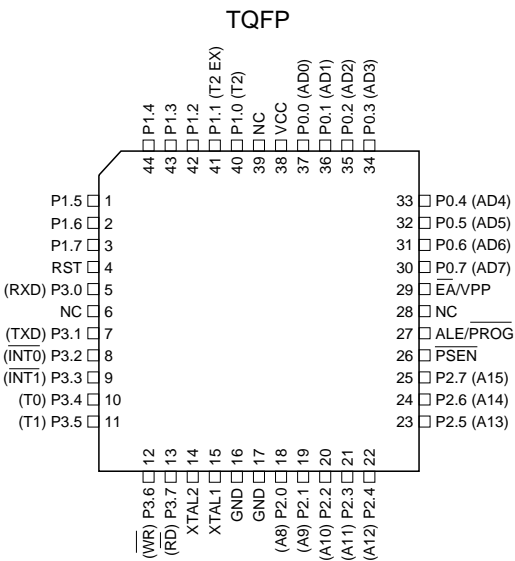 TQFP
P1.4
P1.3
P1.2
P1.1 (T2 EX)
P1.0 (T2)
NC
VCC
P0.0 (AD0)
P0.1 (AD1)
P0.2 (AD2)
P0.3 (AD3)
44
43
42
41
40
39
38
37
36
35
34
P1.5 1
P1.6 2
P1.7 3
RST 4
(RXD) P3.0 5
NC 6
(TXD) P3.1 7
(INT0) P3.2 8
(INT1) P3.3 9
(T0) P3.4 10
(T1) P3.5 11
33 P0.4 (AD4)
32 P0.5 (AD5)
31 P0.6 (AD6)
30 P0.7 (AD7)
29 EA/VPP
28 NC
27 ALE/PROG
26 PSEN
25 P2.7 (A15)
24 P2.6 (A14)
23 P2.5 (A13)
12
13
14
15
16
17
18
19
20
21
22
(WR) P3.6
(RD) P3.7
XTAL2
XTAL1
GND
GND
(A8) P2.0
(A9) P2.1
(A10) P2.2
(A11) P2.3
(A12) P2.4